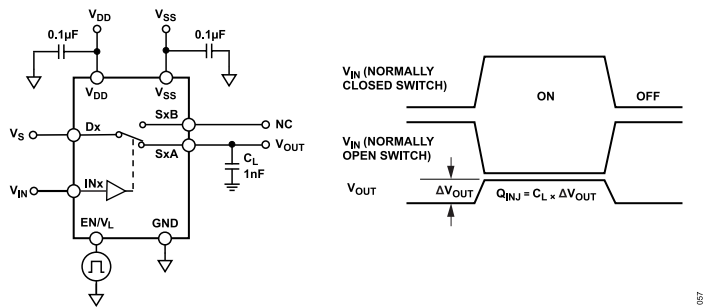 VDD
VSS
0.1µF
0.1µF
VDD
VSS
SxB
NC
VS
Dx
SxA
VOUT
CL
1nF
VIN
INx
EN/VL
GND
VIN (NORMALLY
CLOSED SWITCH)
ON
OFF
VIN (NORMALLY
OPEN SWITCH)
VOUT
ΔVOUT
QINJ = CL × ΔVOUT
057